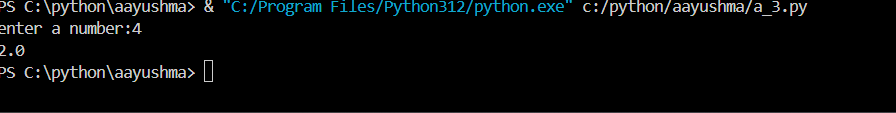 PS C:\python\aayushma> & "C:/Program Files/Python312/python.exe" c:/python/aayushma/a_3.py
enter a number:4
2.0
PS C:\python\aayushma>